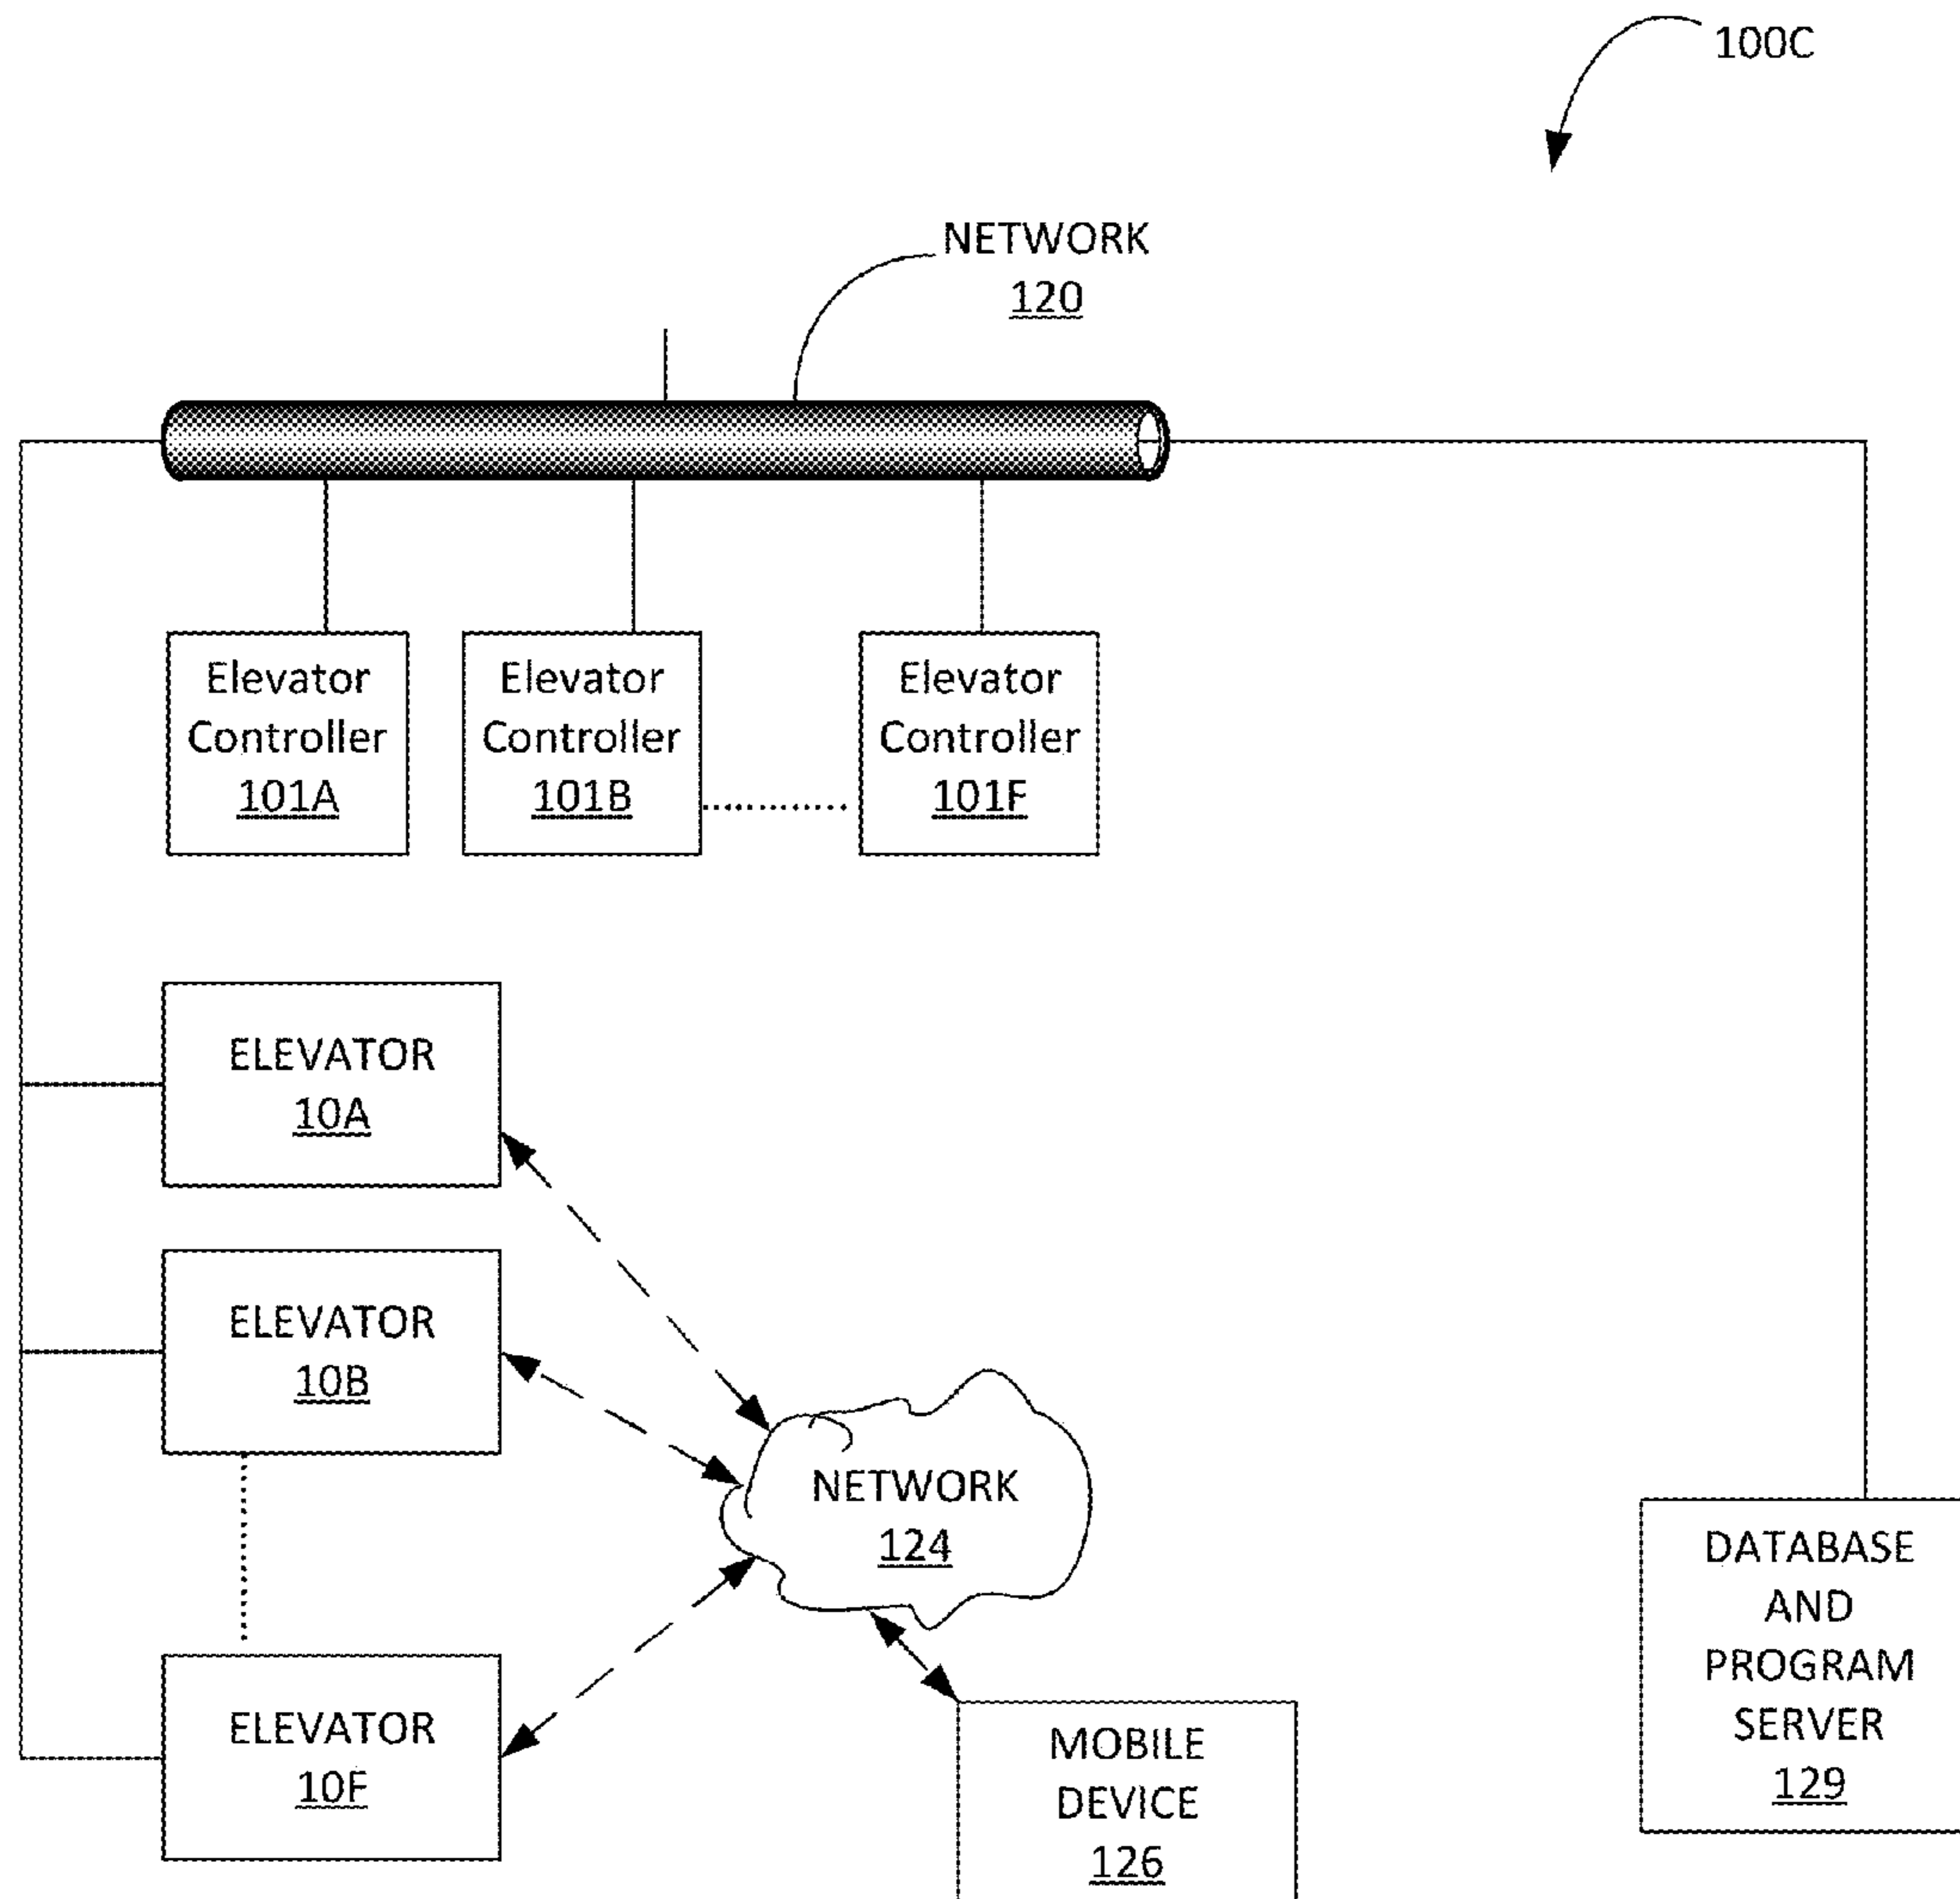 100C
NETWORK
120
Elevator
Controller
101A
Elevator
Controller
101B
Elevator
Controller
101F
ELEVATOR
10A
ELEVATOR
10B
ELEVATOR
10F
NETWORK
124
MOBILE
DEVICE
126
DATABASE
AND
PROGRAM
SERVER
129